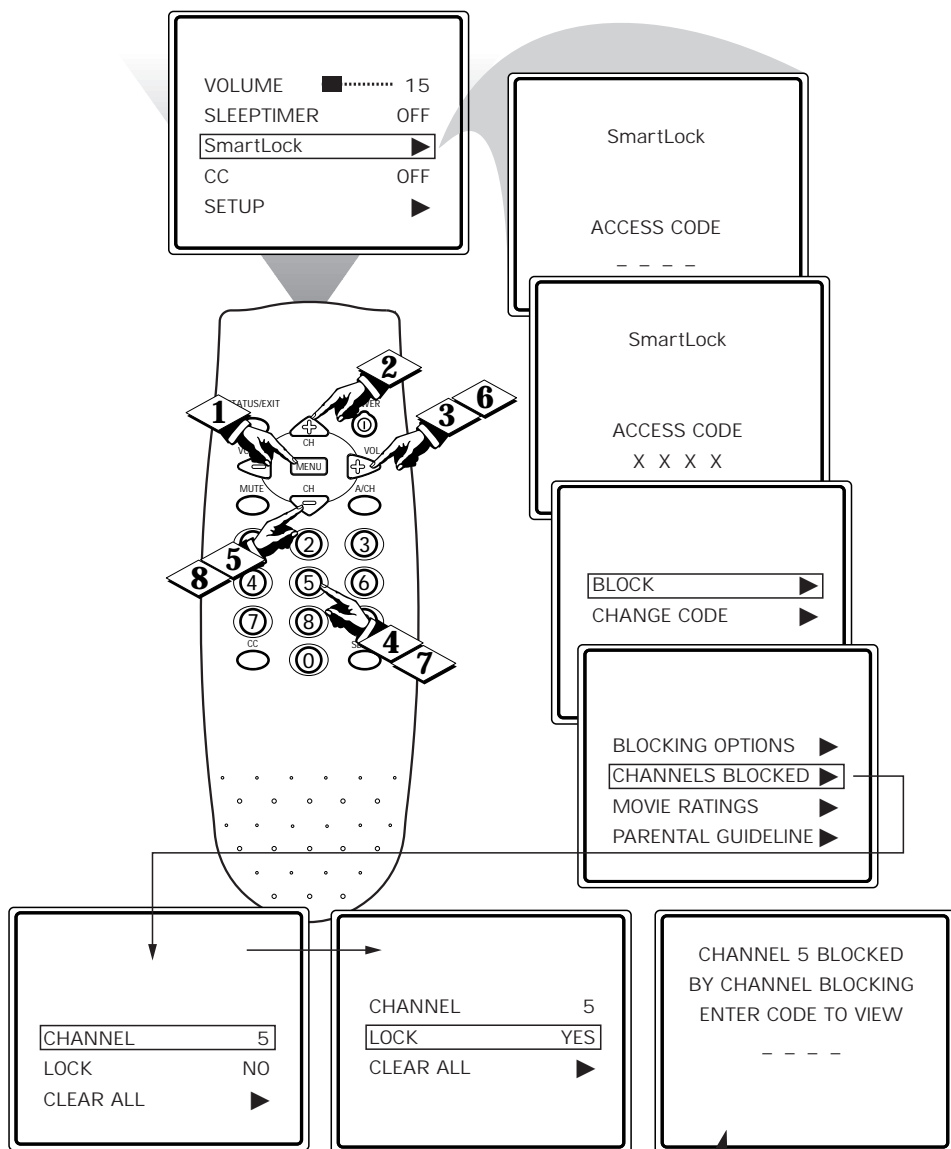 VOLUME 15
SLEEPTIMER OFF
SmartLock
CC OFF
SETUP
SmartLock
ACCESS CODE
_ _ _ _
SmartLock
ACCESS CODE
X X X X
BLOCK
CHANGE CODE
BLOCKING OPTIONS
CHANNELS BLOCKED
MOVIE RATINGS
PARENTAL GUIDELINE
2
1
3 6
CH
VOL
MENU
MUTE CH A/CH
8 5
2 3
4 5 6
7 8
4 7
CC 0
CHANNEL 5
LOCK NO
CLEAR ALL
CHANNEL 5
LOCK YES
CLEAR ALL
CHANNEL 5 BLOCKED
BY CHANNEL BLOCKING
ENTER CODE TO VIEW
_ _ _ _